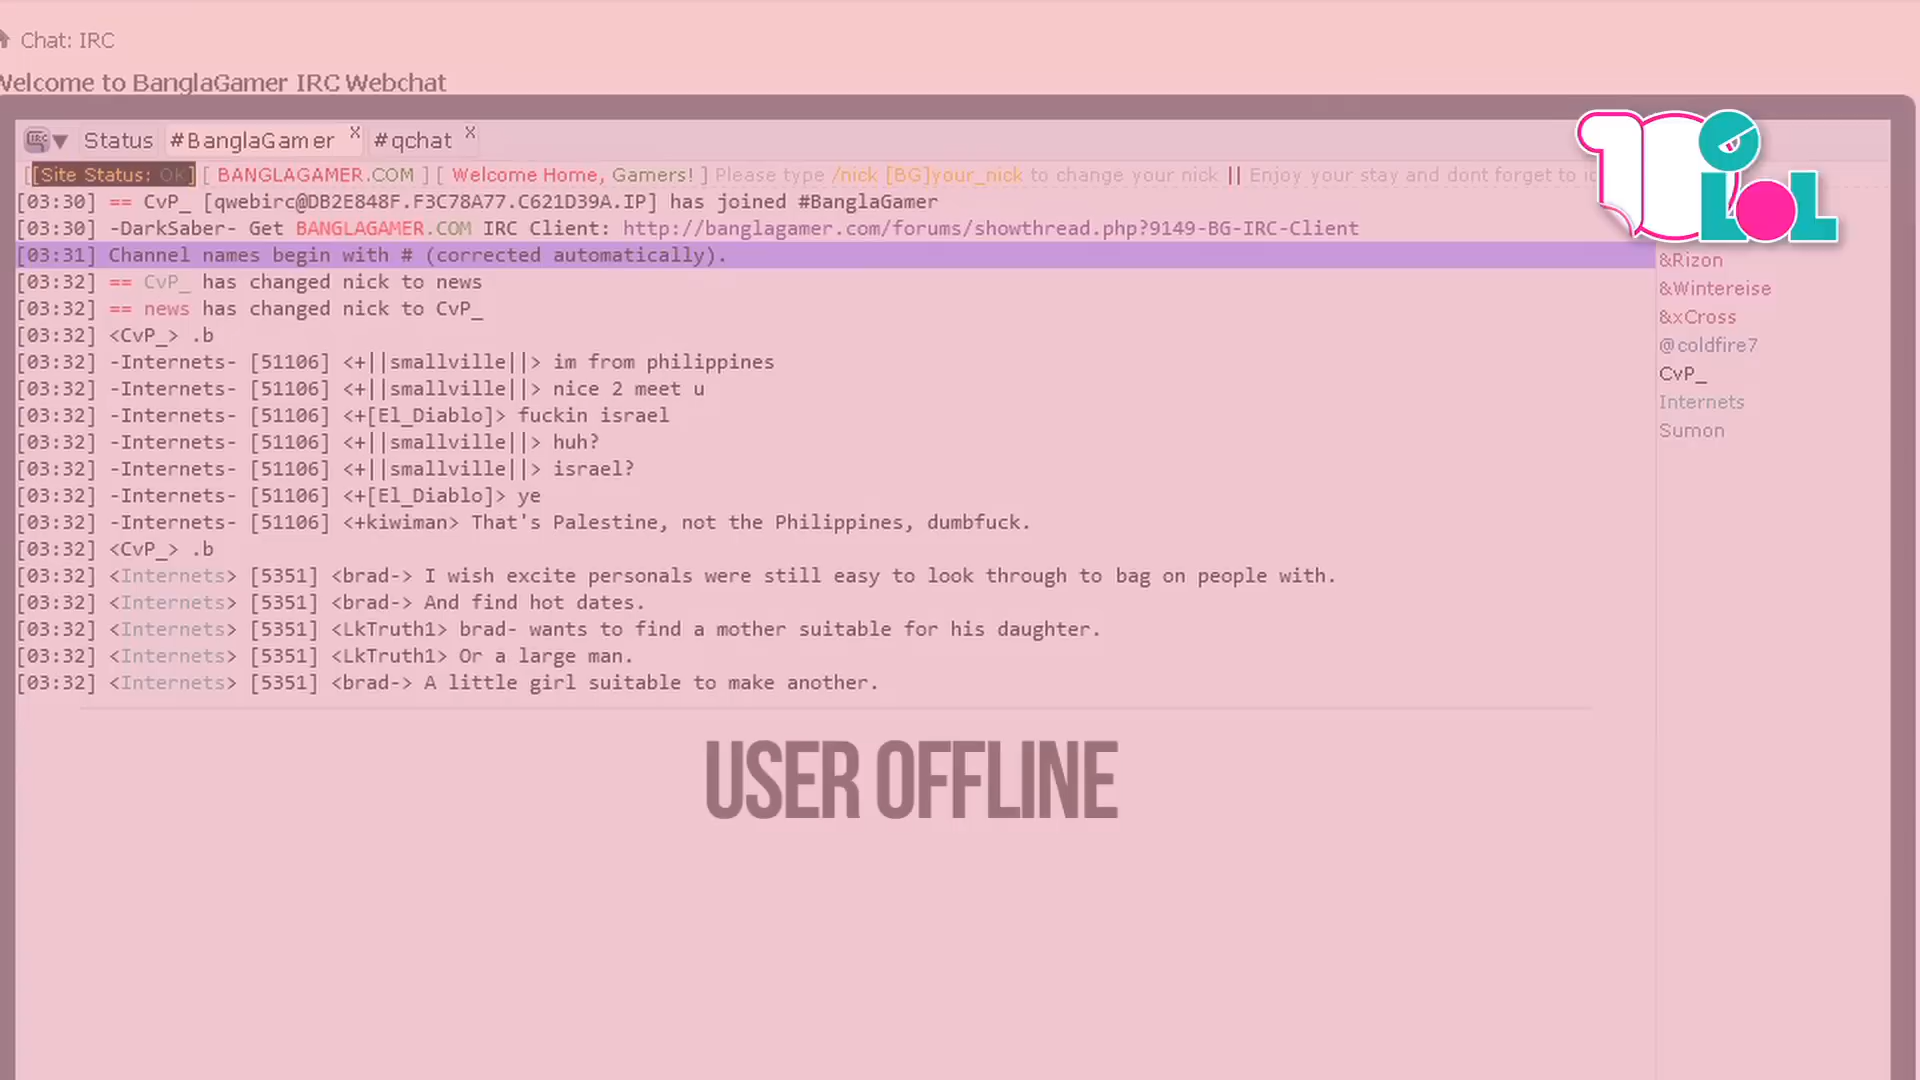 Chat: IRC
Welcome to BanglaGamer IRC Webchat
Status #BanglaGamer x #qchat x
[[Site Status: OK] [ BANGLAGAMER.COM ] [ Welcome Home, Gamers! ] Please type /nick [BG]your_nick to change your nick || Enjoy your stay and dont forget to
LOL
[03:30] == CvP_ [qwebirc@DB2E848F.F3C78A77.C621D39A.IP] has joined #BanglaGamer
[03:30] -DarkSaber- Get BANGLAGAMER.COM IRC Client: http://banglagamer.com/forums/showthread.php?9149-BG-IRC-Client
[03:31] Channel names begin with # (corrected automatically).
[03:32] == CvP_ has changed nick to news
[03:32] == news has changed nick to CvP_
[03:32] <CvP_> .b
[03:32] -Internets- [51106] <+||smallville||> im from philippines
[03:32] -Internets- [51106] <+||smallville||> nice 2 meet u
[03:32] -Internets- [51106] <+[El_Diablo]> fuckin israel
[03:32] -Internets- [51106] <+||smallville||> huh?
[03:32] -Internets- [51106] <+||smallville||> israel?
[03:32] -Internets- [51106] <+[El_Diablo]> ye
[03:32] -Internets- [51106] <+kiwiman> That's Palestine, not the Philippines, dumbfuck.
[03:32] <CvP_> .b
[03:32] <Internets> [5351] <brad-> I wish excite personals were still easy to look through to bag on people with.
[03:32] <Internets> [5351] <brad-> And find hot dates.
[03:32] <Internets> [5351] <LkTruth1> brad- wants to find a mother suitable for his daughter.
[03:32] <Internets> [5351] <LkTruth1> Or a large man.
[03:32] <Internets> [5351] <brad-> A little girl suitable to make another.
&Rizon
&Wintereise
&xCross
@coldfire7
CvP_
Internets
Sumon
USER OFFLINE